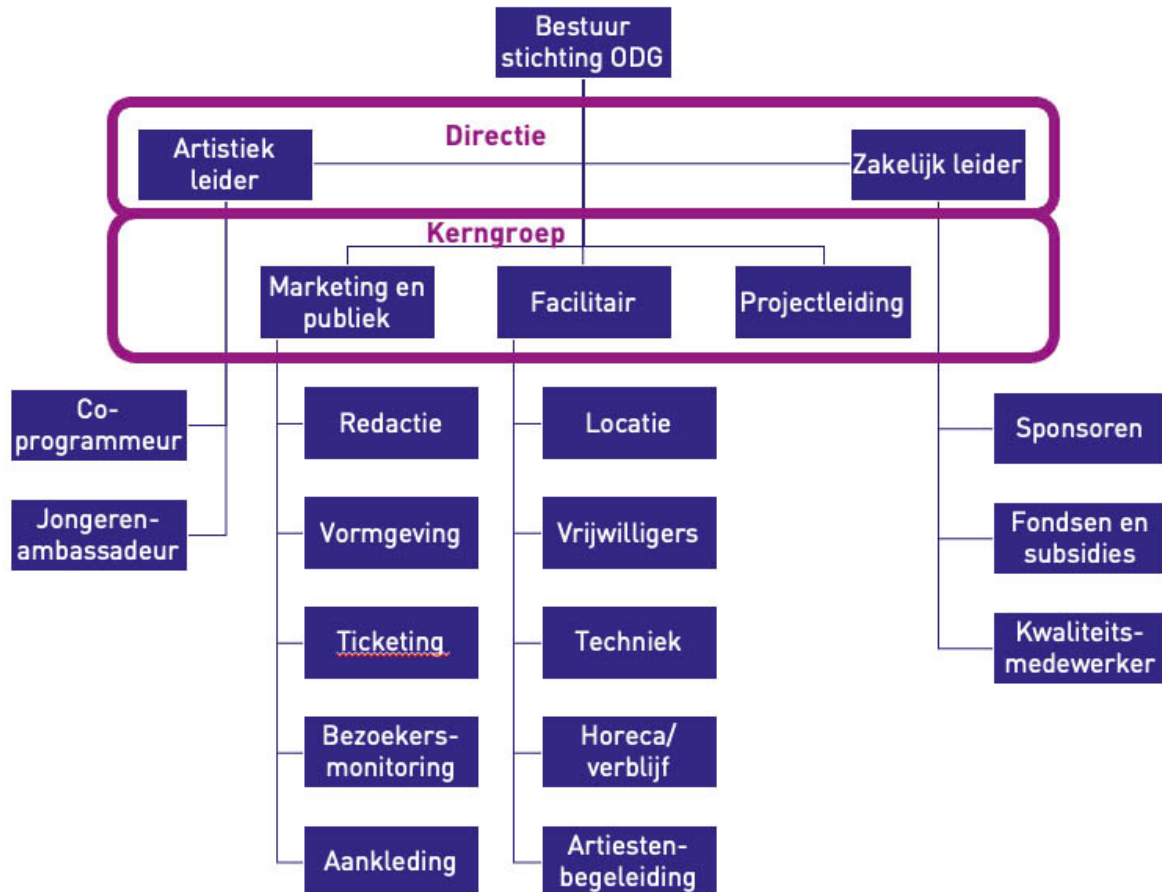 Bestuur
stichting ODG
Directie
Artistiek
leider
Zakelijk leider
Kerngroep
Marketing en
publiek
Facilitair
Projectleiding
Co-
programmeur
Redactie
Locatie
Sponsoren
Jongeren-
ambassadeur
Vormgeving
Vrijwilligers
Fondsen en
subsidies
Ticketing
Techniek
Kwaliteits-
medewerker
Bezoekers-
monitoring
Horeca/
verblijf
Aankleding
Artiesten-
begeleiding